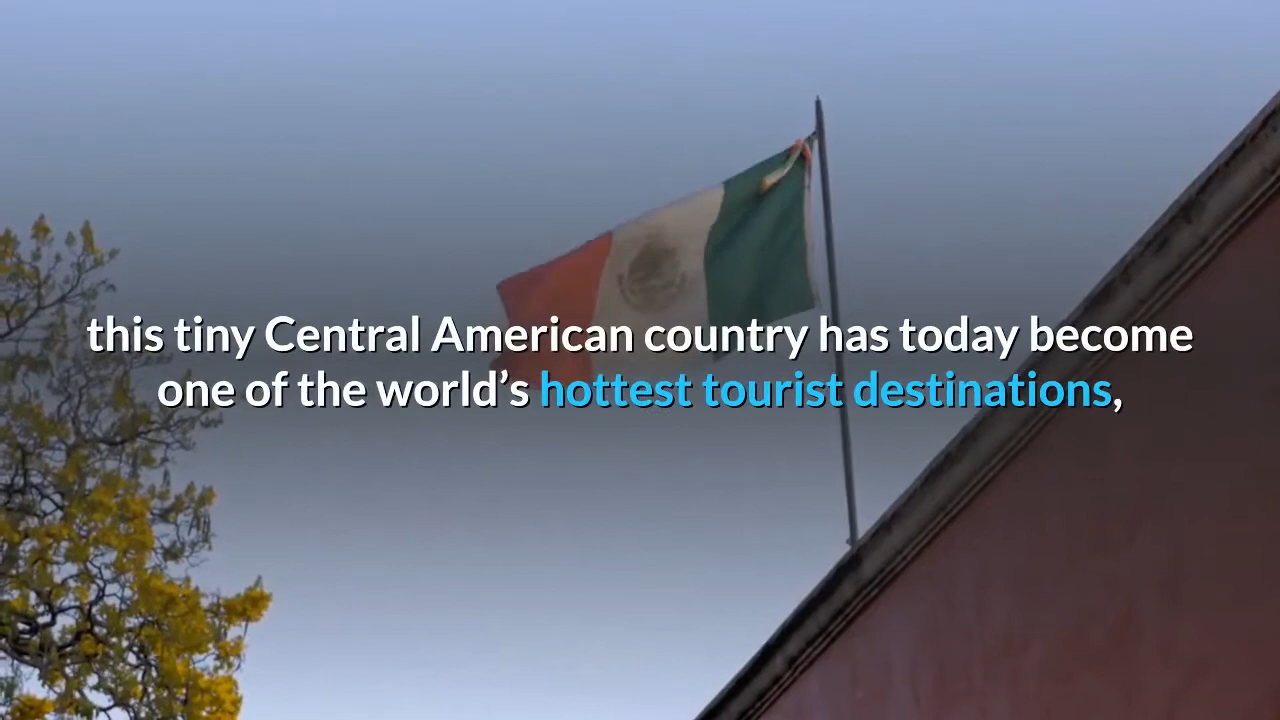 this tiny Central American country has today become
one of the world’s hottest tourist destinations,